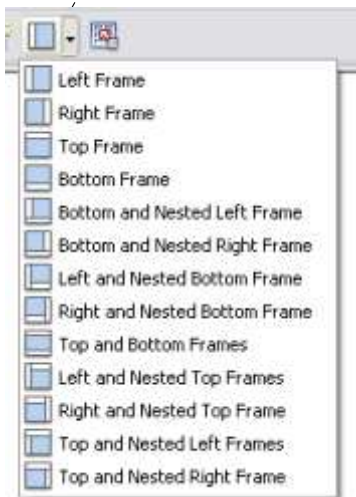 Left Frame
Right Frame
Top Frame
Bottom Frame
Bottom and Nested Left Frame
Bottom and Nested Right Frame
Left and Nested Bottom Frame
Right and Nested Bottom Frame
Top and Bottom Frames
Left and Nested Top Frames
Right and Nested Top Frame
Top and Nested Left Frames
Top and Nested Right Frame